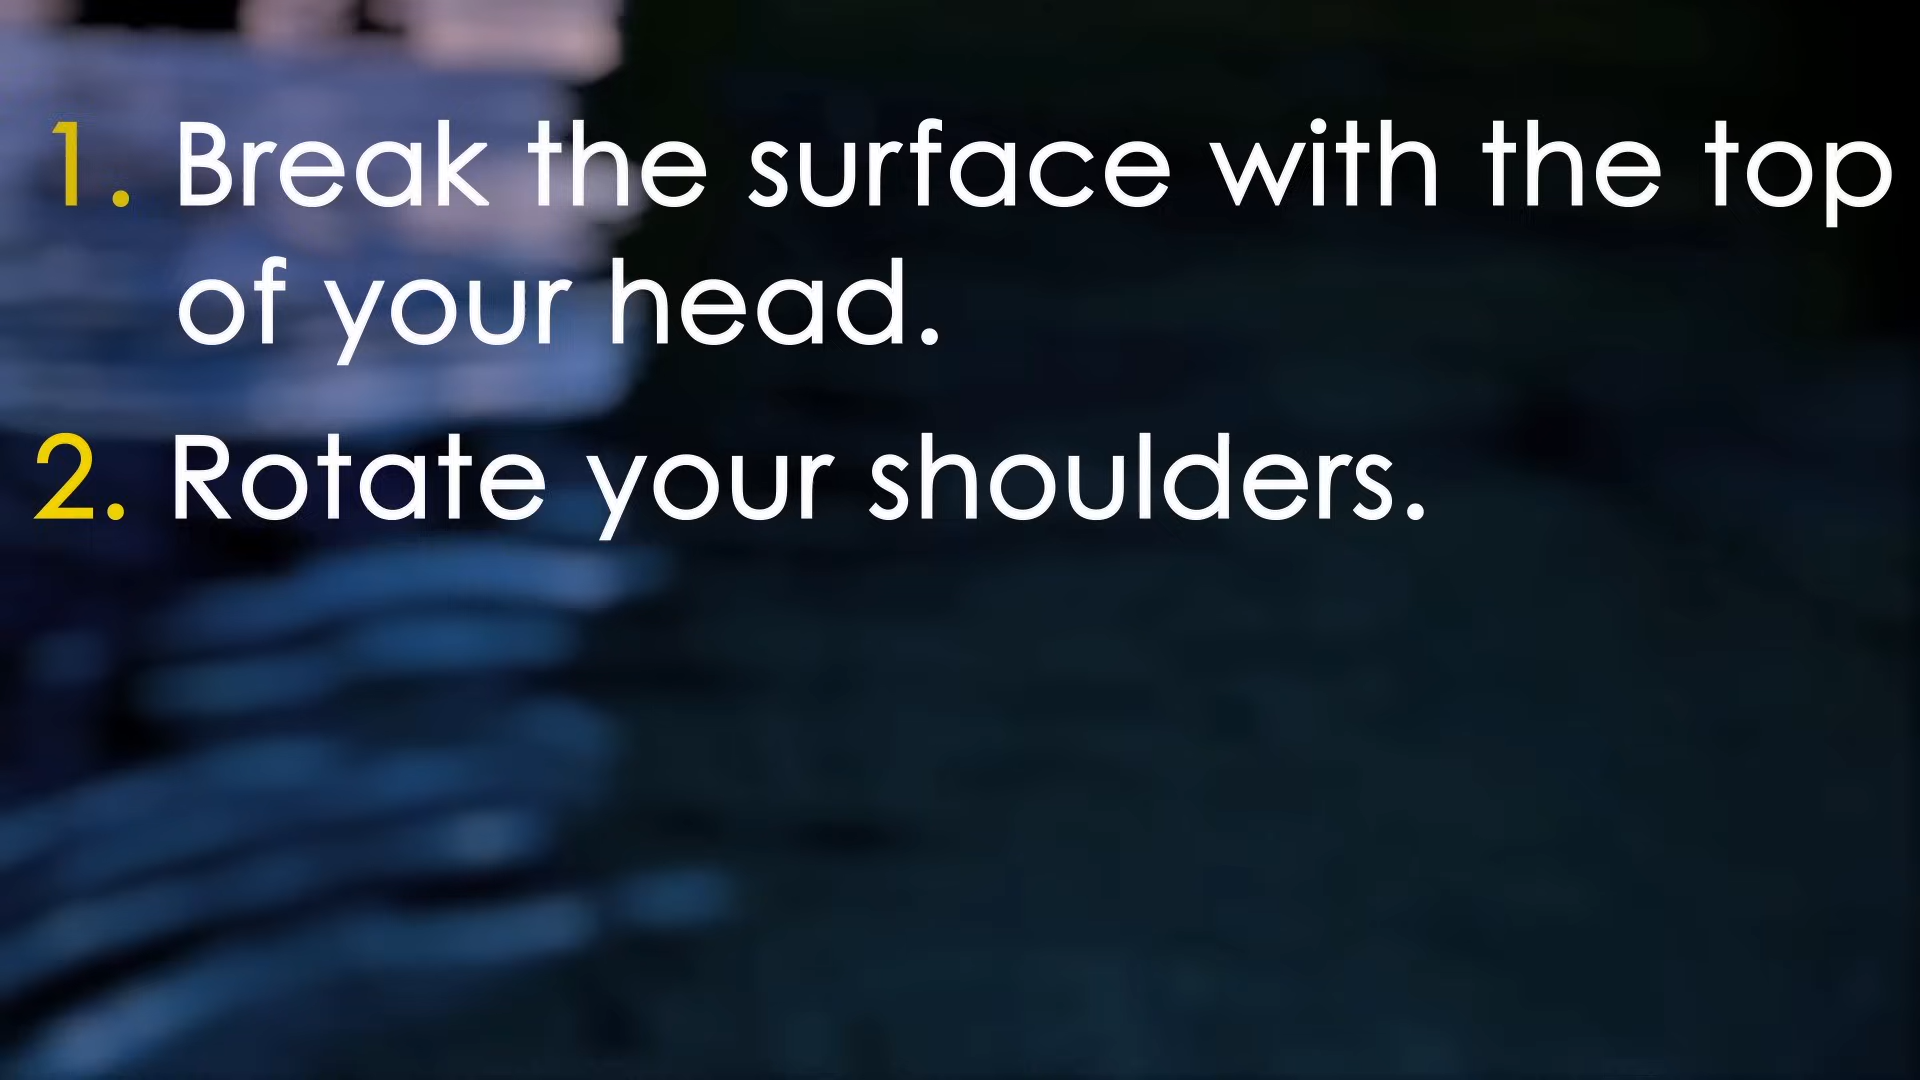 1. Break the surface with the top
of your head.
2. Rotate your shoulders.